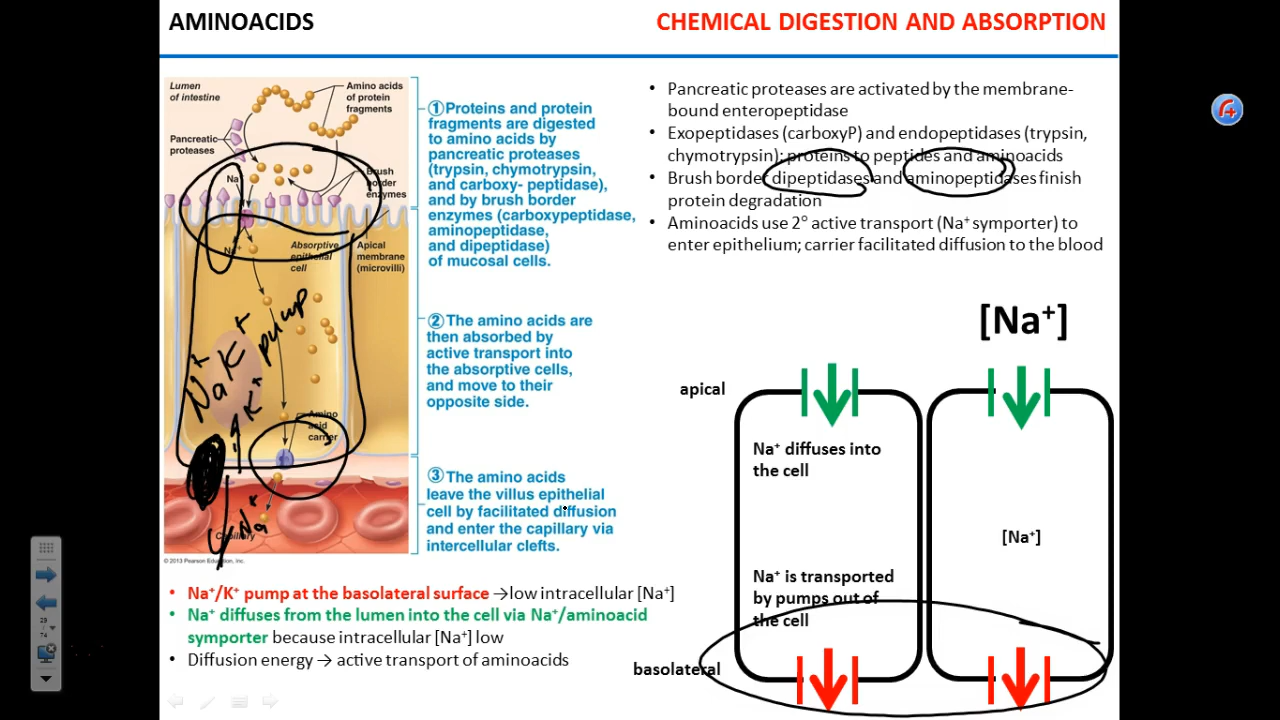 AMINOACIDS
CHEMICAL DIGESTION AND ABSORPTION
Lumen
of intestine
Amino acids
of protein
fragments
Pancreatic
proteases
Na+
Brush
border
enzymes
Na+
Absorptive
epithelial
cell
Apical
membrane
(microvilli)
Amino
acid
carrier
Capillary
© 2013 Pearson Education, Inc.
Na+ K+ pump
K+
Na+
① Proteins and protein
fragments are digested
to amino acids by
pancreatic proteases
(trypsin, chymotrypsin,
and carboxy- peptidase),
and by brush border
enzymes (carboxypeptidase,
aminopeptidase,
and dipeptidase)
of mucosal cells.
② The amino acids are
then absorbed by
active transport into
the absorptive cells,
and move to their
opposite side.
③ The amino acids
leave the villus epithelial
cell by facilitated diffusion
and enter the capillary via
intercellular clefts.
• Pancreatic proteases are activated by the membrane-
bound enteropeptidase
• Exopeptidases (carboxyP) and endopeptidases (trypsin,
chymotrypsin); proteins to peptides and aminoacids
• Brush border dipeptidases and aminopeptidases finish
protein degradation
• Aminoacids use 2° active transport (Na+ symporter) to
enter epithelium; carrier facilitated diffusion to the blood
[Na+]
apical
Na+ diffuses into
the cell
[Na+]
Na+ is transported
by pumps out of
the cell
basolateral
• Na+/K+ pump at the basolateral surface →low intracellular [Na+]
• Na+ diffuses from the lumen into the cell via Na+/aminoacid
symporter because intracellular [Na+] low
• Diffusion energy → active transport of aminoacids